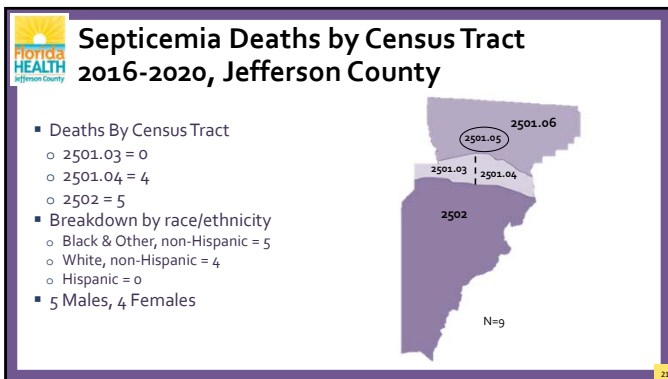 Florida
HEALTH
Jefferson County
Septicemia Deaths by Census Tract
2016-2020, Jefferson County
▪ Deaths By Census Tract
o 2501.03 = 0
o 2501.04 = 4
o 2502 = 5
▪ Breakdown by race/ethnicity
o Black & Other, non-Hispanic = 5
o White, non-Hispanic = 4
o Hispanic = 0
▪ 5 Males, 4 Females
2501.06
2501.05
2501.03
2501.04
2502
N=9
21